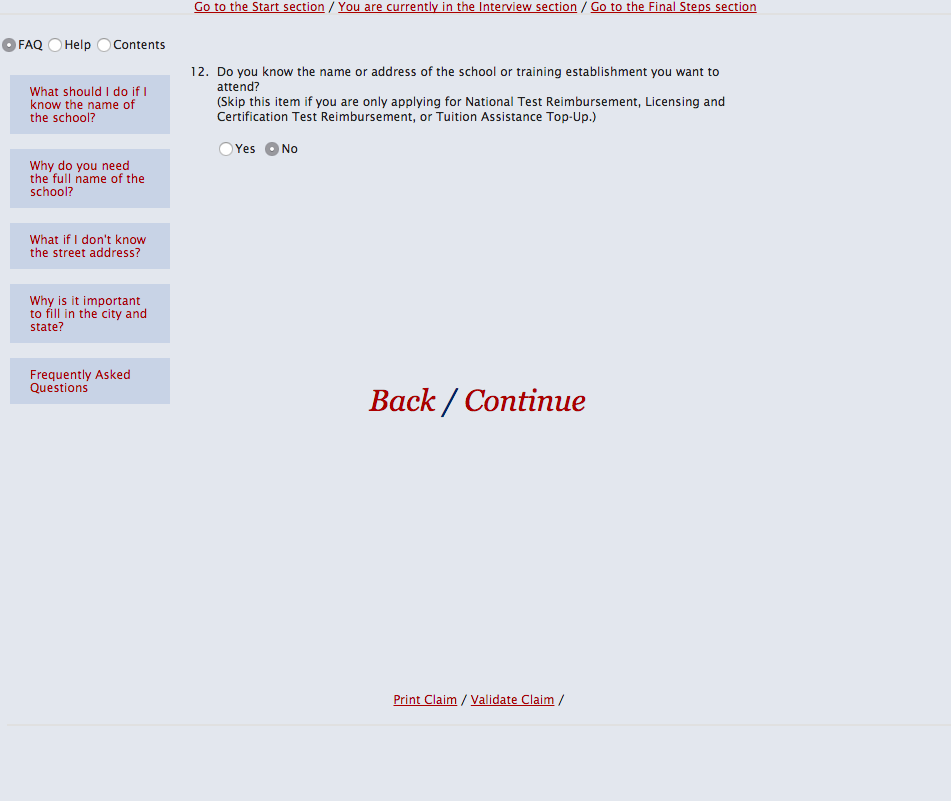 Go to the Start section / You are currently in the Interview section / Go to the Final Steps section
FAQ Help Contents
What should I do if I
know the name of
the school?
Why do you need
the full name of the
school?
What if I don't know
the street address?
Why is it important
to fill in the city and
state?
Frequently Asked
Questions
12. Do you know the name or address of the school or training establishment you want to
attend?
(Skip this item if you are only applying for National Test Reimbursement, Licensing and
Certification Test Reimbursement, or Tuition Assistance Top-Up.)
Yes No
Back / Continue
Print Claim / Validate Claim /